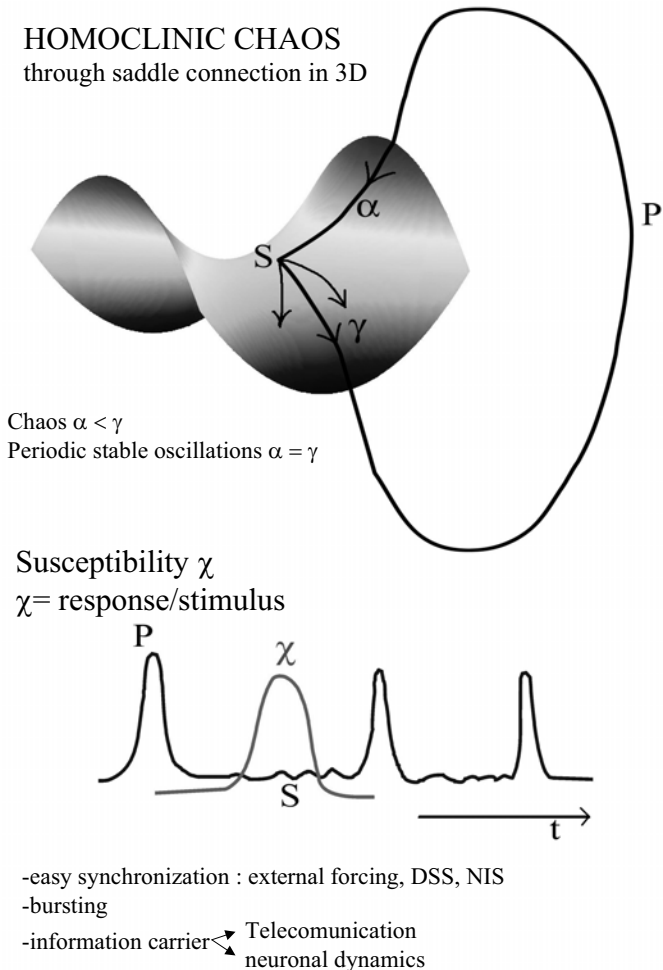 HOMOCLINIC CHAOS
through saddle connection in 3D
P
α
S
γ
Chaos α < γ
Periodic stable oscillations α = γ
Susceptibility χ
χ= response/stimulus
P
χ
S
t
-easy synchronization : external forcing, DSS, NIS
-bursting
-information carrier Telecomunication
neuronal dynamics